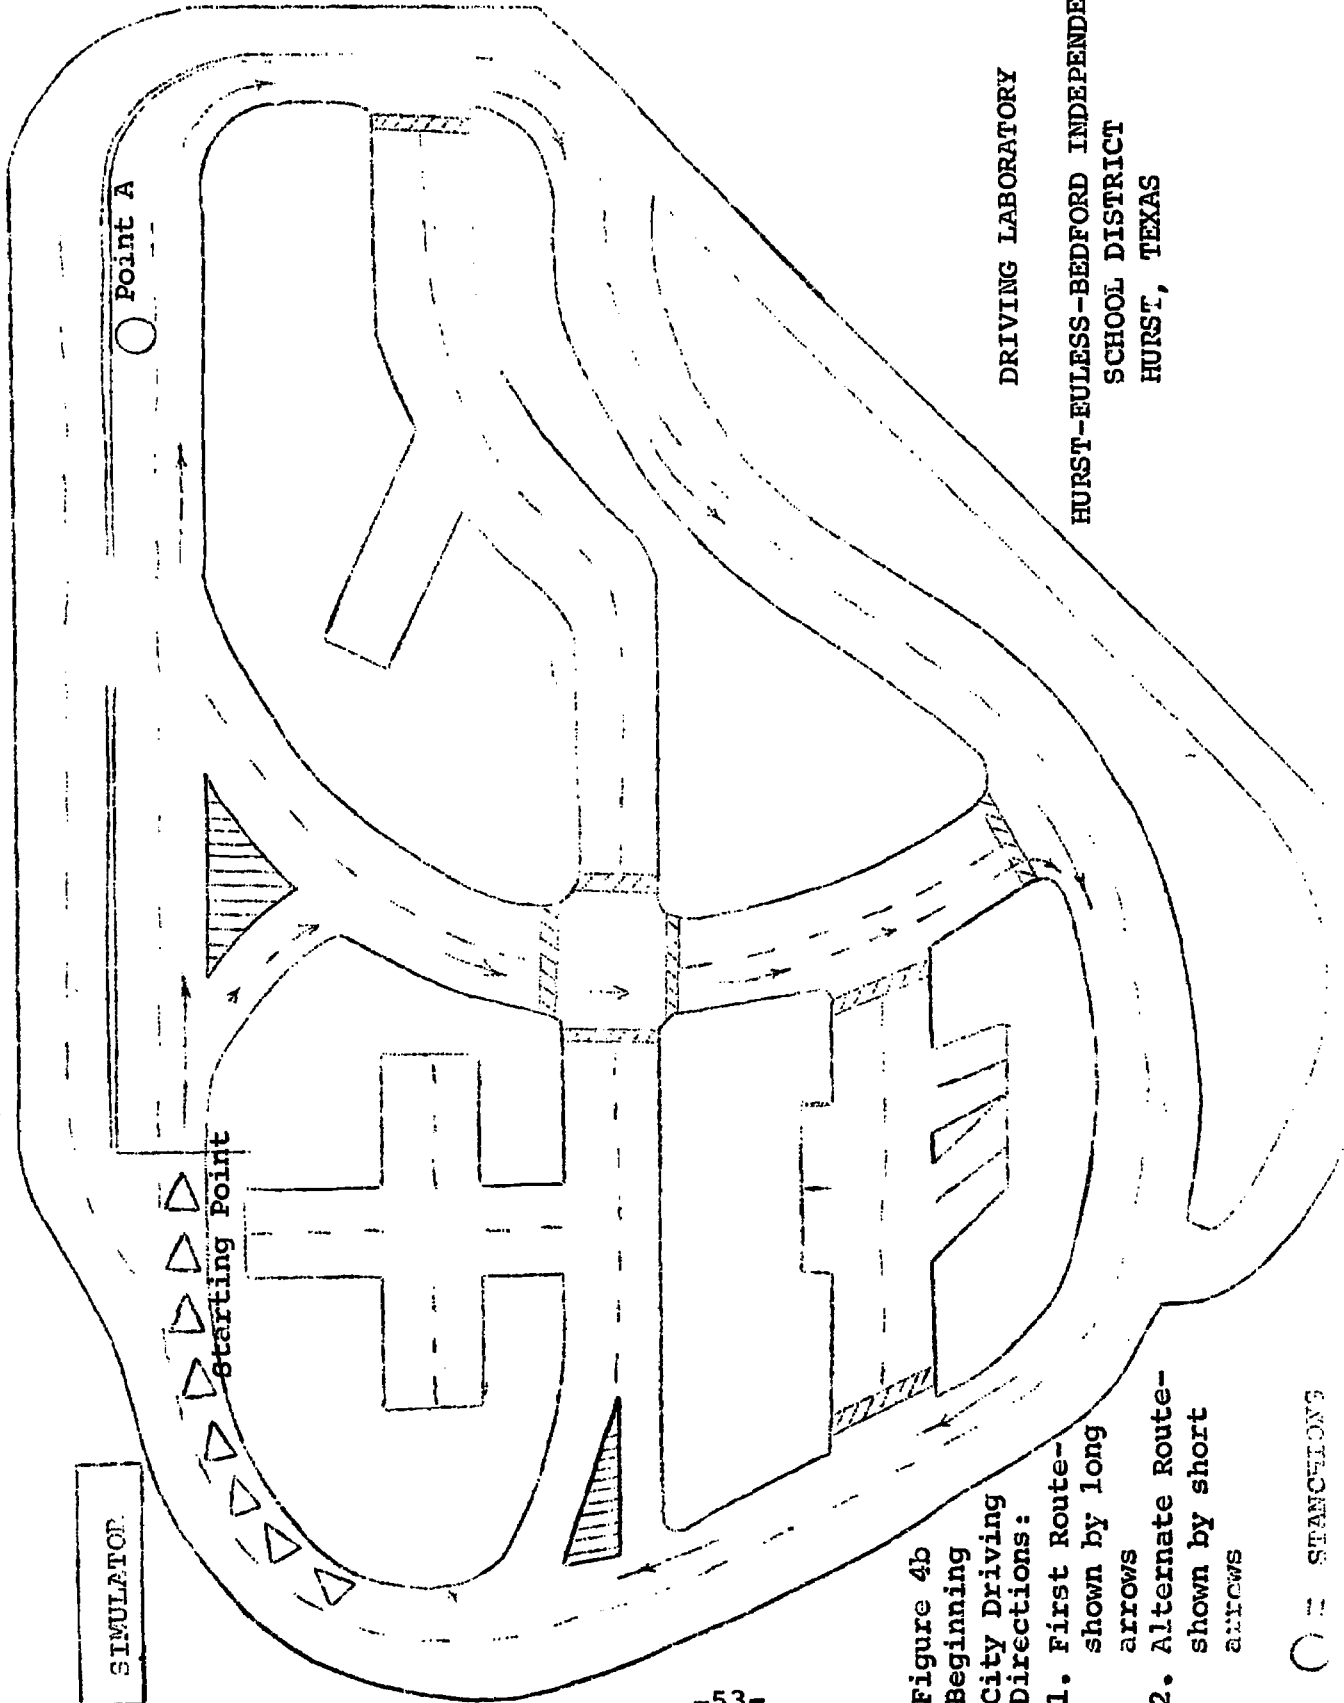 SIMULATOR
Starting Point
Point A
DRIVING LABORATORY
HURST-EULESS-BEDFORD INDEPENDE
SCHOOL DISTRICT
HURST, TEXAS
Figure 4b
Beginning
City Driving
Directions:
1. First Route-
shown by long
arrows
2. Alternate Route-
shown by short
arrows
= STANCHIONS
-53-